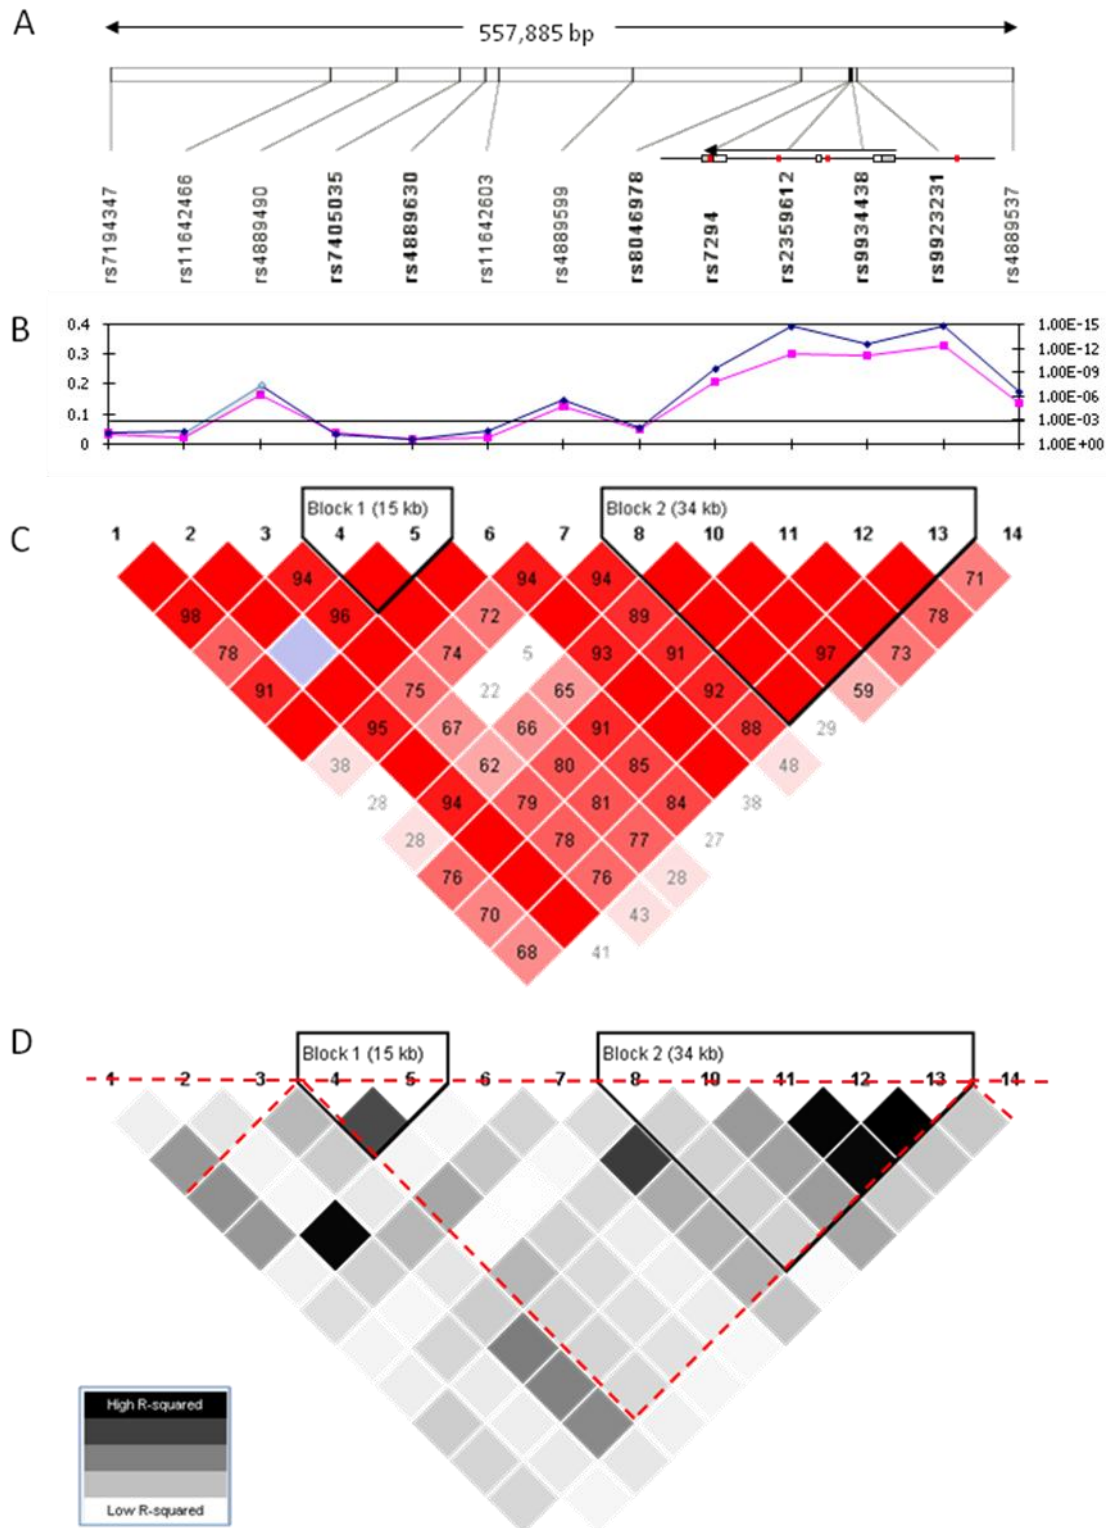 A
557,885 bp
rs7194347
rs11642466
rs4889490
rs7405035
rs4889630
rs11642603
rs4889599
rs8046978
rs7294
rs2359612
rs9934438
rs9923231
rs4889537
B
0.4 1.00E-15
0.3 1.00E-12
1.00E-09
0.2
1.00E-06
0.1 1.00E-03
0 1.00E+00
C
Block 1 (15 kb) Block 2 (34 kb)
1 2 3 4 5 6 7 8 10 11 12 13 14
94 94 94 71
98 96 72 89 78
78 74 5 93 91 97 73
91 75 22 65 92 59
95 67 66 91 88 29
38 62 80 85 48
28 94 79 81 84 38
28 78 77 27
76 76 28
70 43
68 41
D
Block 1 (15 kb) Block 2 (34 kb)
1 2 3 4 5 6 7 8 10 11 12 13 14
High R-squared
Low R-squared